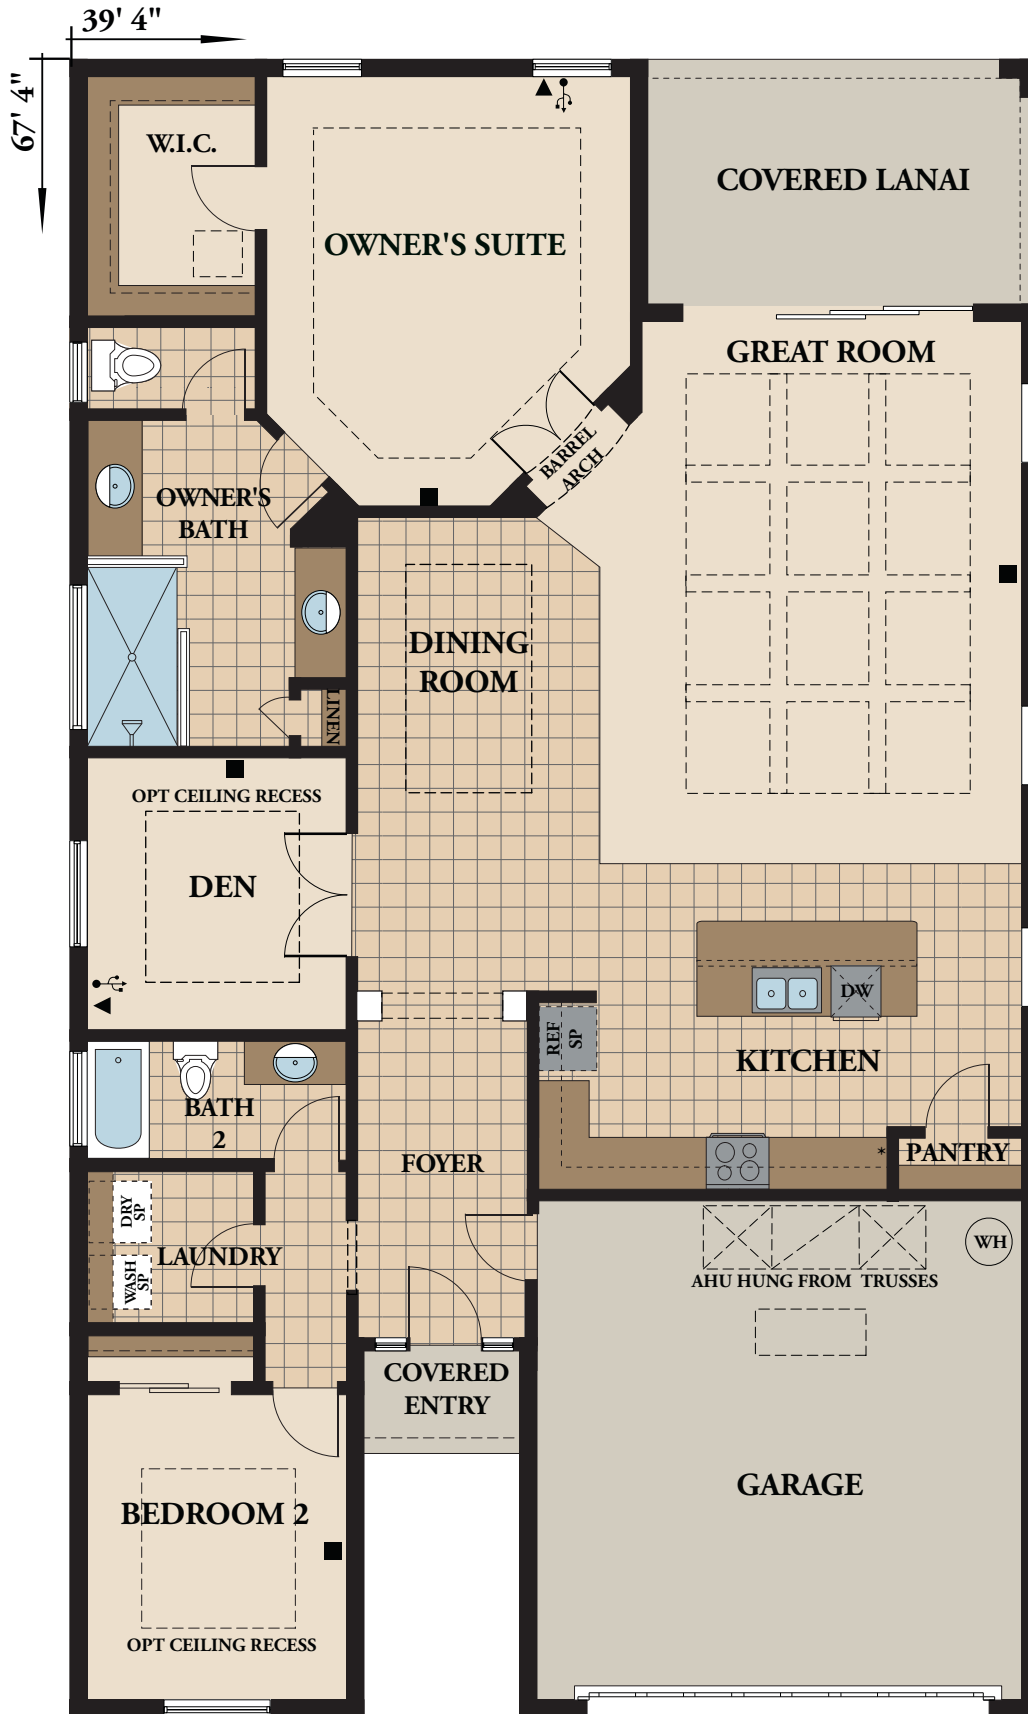 39' 4"
67' 4"
W.I.C.
OWNER'S SUITE
COVERED LANAI
GREAT ROOM
BARREL
ARCH
OWNER'S
BATH
DINING
ROOM
LINEN
OPT CEILING RECESS
DEN
DW
REF
SP
KITCHEN
BATH
2
FOYER
*
PANTRY
DRY
SP
LAUNDRY
WASH
SP
WH
AHU HUNG FROM TRUSSES
COVERED
ENTRY
GARAGE
BEDROOM 2
OPT CEILING RECESS